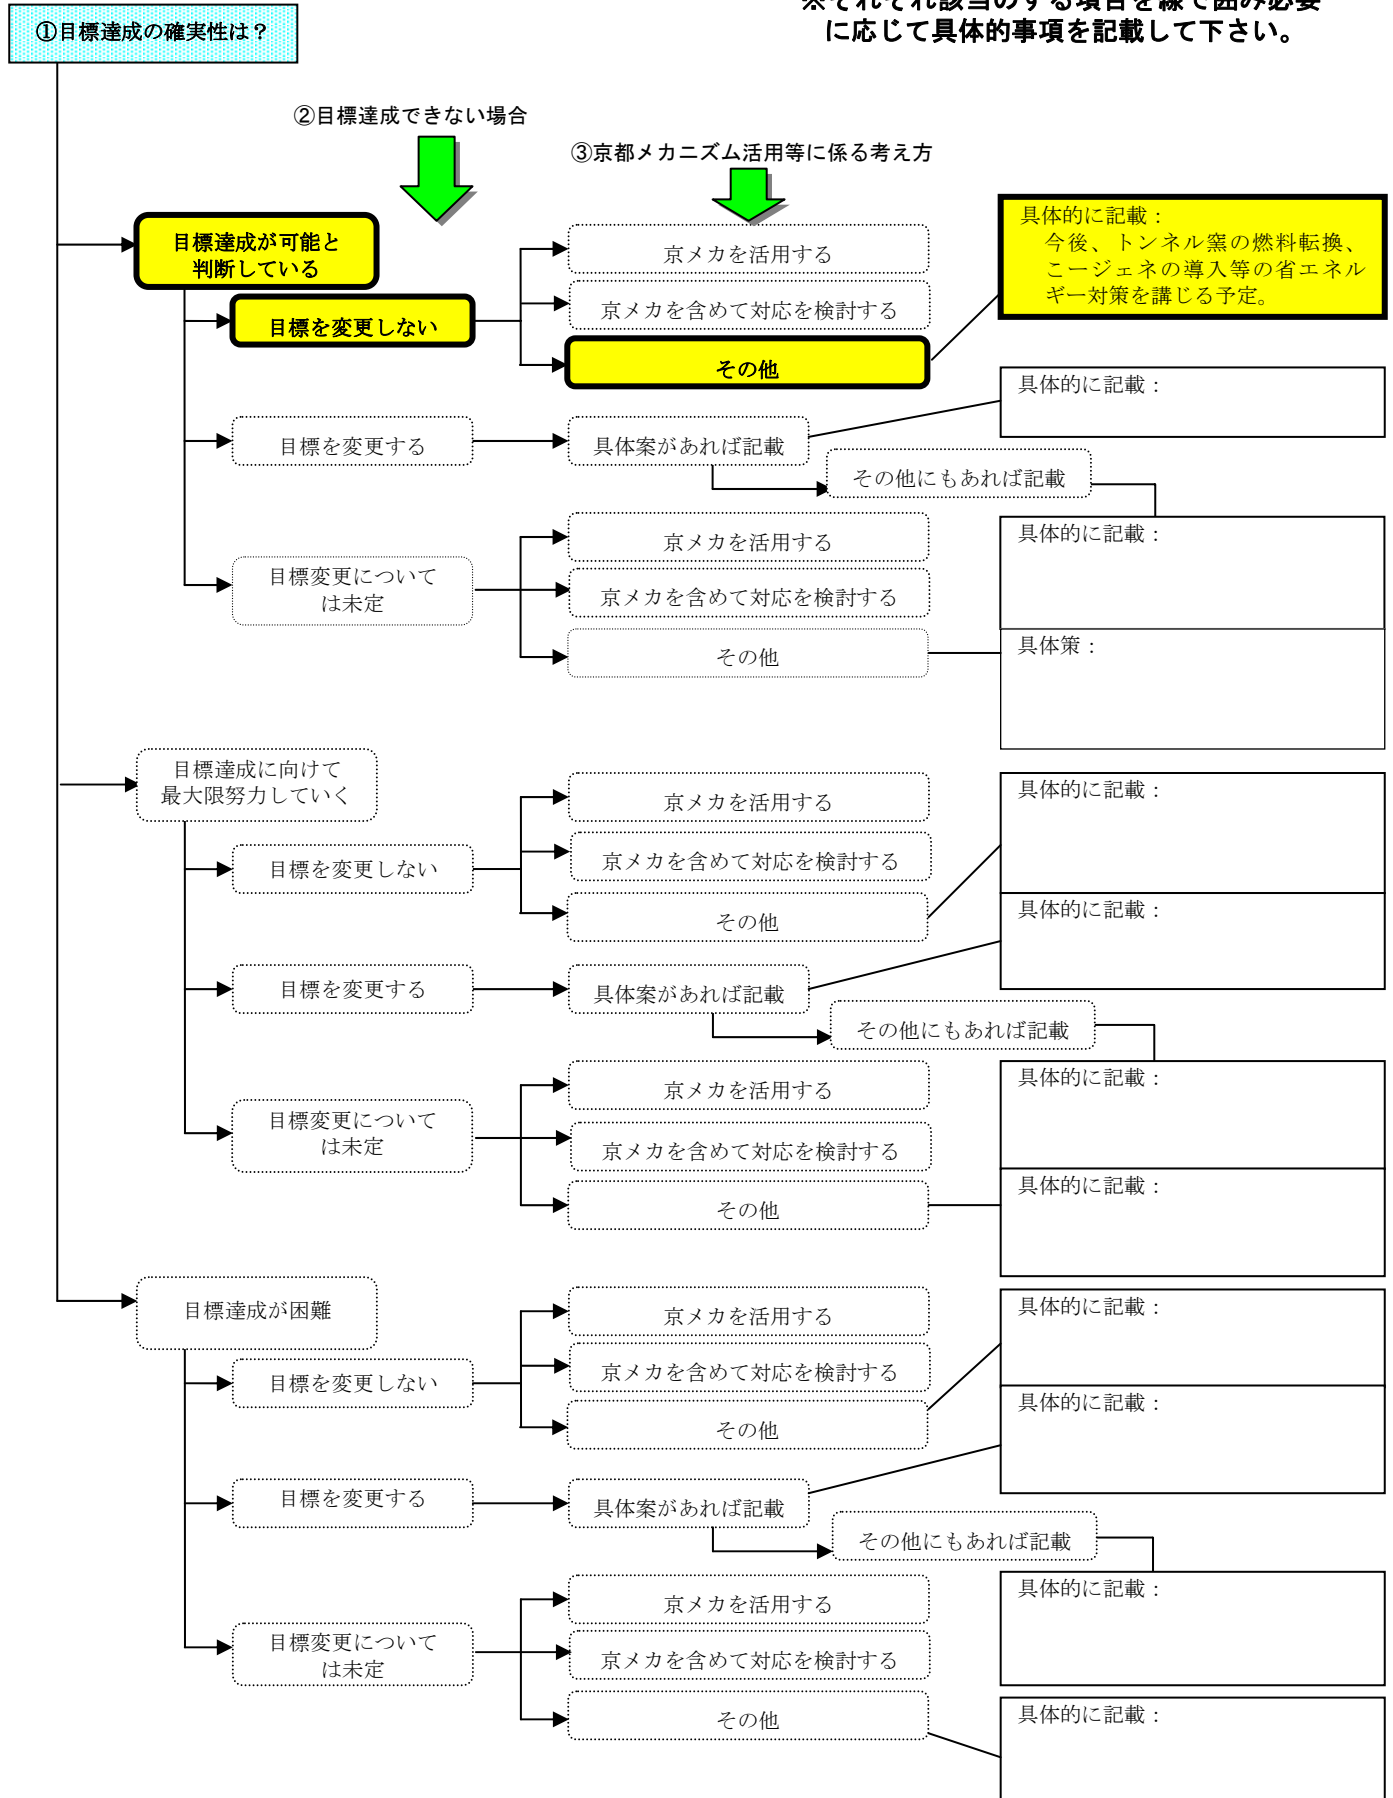 ※それぞれ該当のする項目を線で囲み必要
に応じて具体的事項を記載して下さい。
①目標達成の確実性は？
②目標達成できない場合
③京都メカニズム活用等に係る考え方
目標達成が可能と
判断している
目標を変更しない
京メカを活用する
京メカを含めて対応を検討する
その他
具体的に記載：
今後、トンネル窯の燃料転換、
こージェネの導入等の省エネル
ギー対策を講じる予定。
目標を変更する
具体案があれば記載
具体的に記載：
その他にもあれば記載
具体的に記載：
目標変更について
は未定
京メカを活用する
京メカを含めて対応を検討する
その他
具体策：
目標達成に向けて
最大限努力していく
目標を変更しない
京メカを活用する
京メカを含めて対応を検討する
その他
具体的に記載：
目標を変更する
具体案があれば記載
具体的に記載：
その他にもあれば記載
具体的に記載：
目標変更について
は未定
京メカを活用する
京メカを含めて対応を検討する
その他
具体的に記載：
目標達成が困難
目標を変更しない
京メカを活用する
京メカを含めて対応を検討する
その他
具体的に記載：
目標を変更する
具体案があれば記載
具体的に記載：
その他にもあれば記載
具体的に記載：
目標変更について
は未定
京メカを活用する
京メカを含めて対応を検討する
その他
具体的に記載：